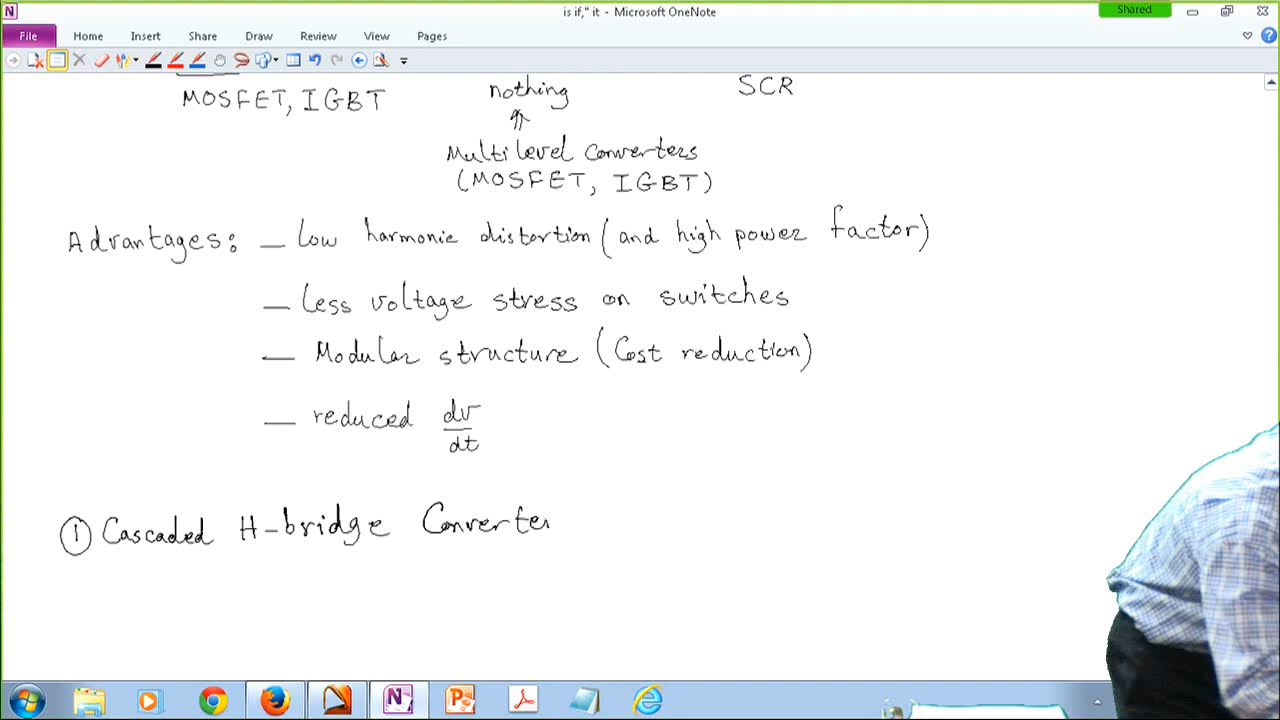 is if," it - Microsoft OneNote
Shared
File Home Insert Share Draw Review View Pages
nothing SCR
MOSFET, IGBT
Multilevel Converters
(MOSFET, IGBT)
Advantages: — Low harmonic distortion (and high power factor)
— Less voltage stress on switches
— Modular structure (Cost reduction)
— reduced dv/dt
① Cascaded H-bridge Converter